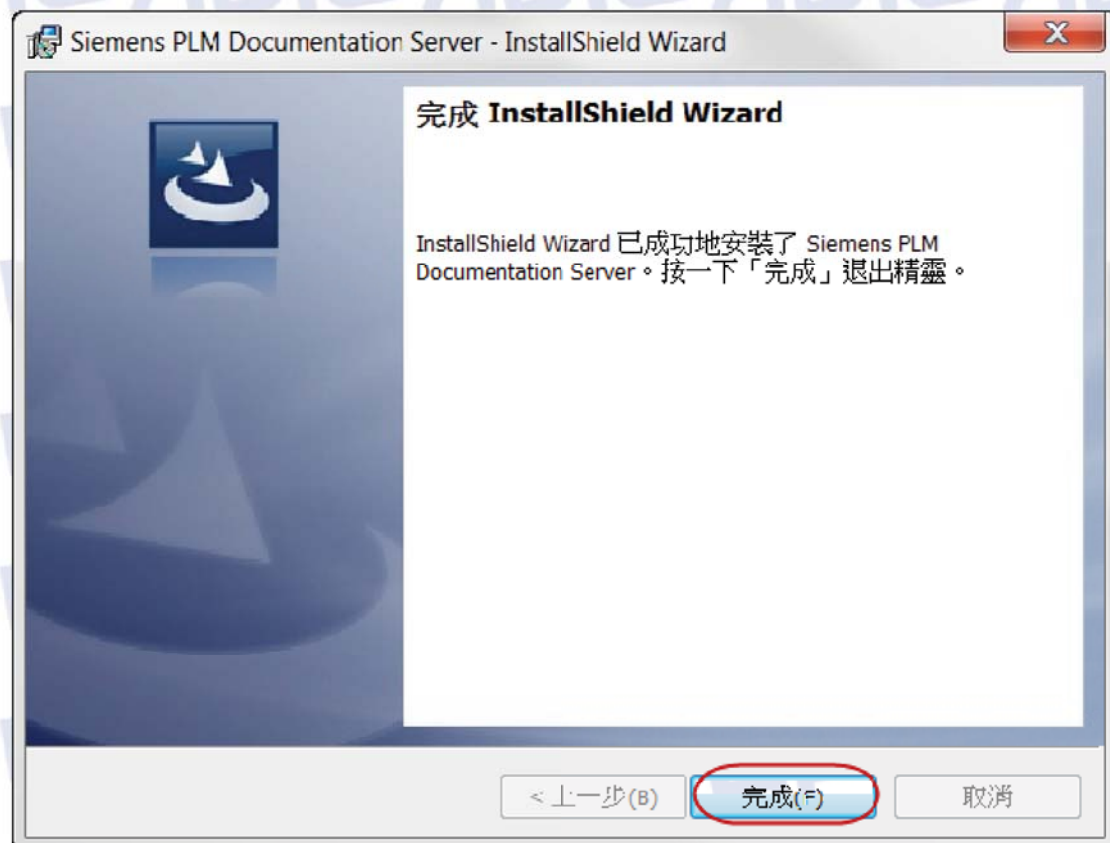 Siemens PLM Documentation Server - InstallShield Wizard
完成 InstallShield Wizard
InstallShield Wizard 已成功地安裝了 Siemens PLM
Documentation Server。按一下「完成」退出精靈。
< 上一步(B) 完成(F) 取消